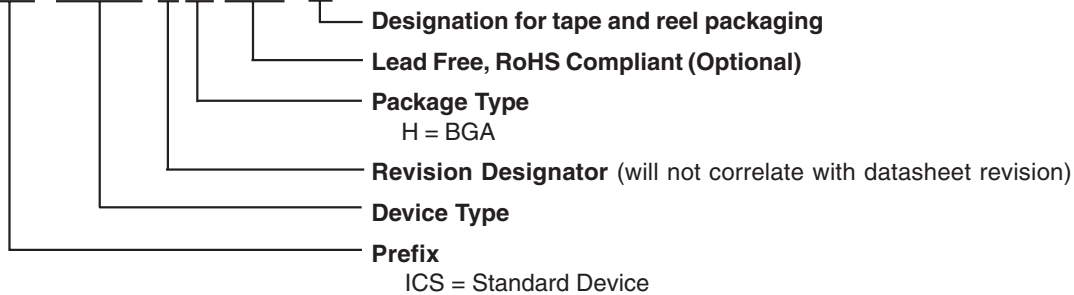 Designation for tape and reel packaging
Lead Free, RoHS Compliant (Optional)
Package Type
H = BGA
Revision Designator (will not correlate with datasheet revision)
Device Type
Prefix
ICS = Standard Device